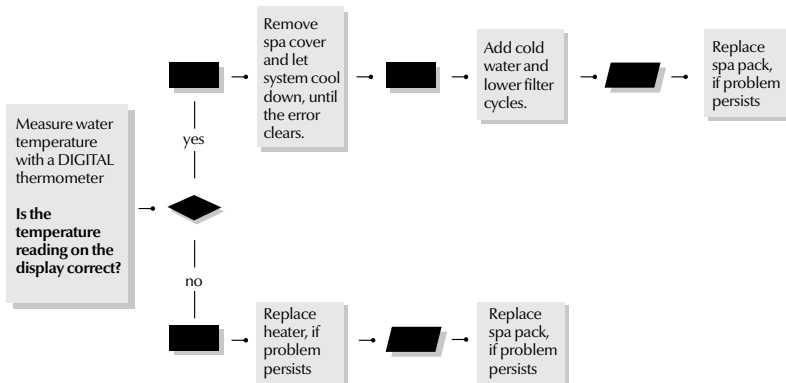 Measure water
temperature
with a DIGITAL
thermometer
Is the
temperature
reading on the
display correct?
yes
Remove
spa cover
and let
system cool
down, until
the error
clears.
Add cold
water and
lower filter
cycles.
Replace
spa pack,
if problem
persists
no
Replace
heater, if
problem
persists
Replace
spa pack,
if problem
persists